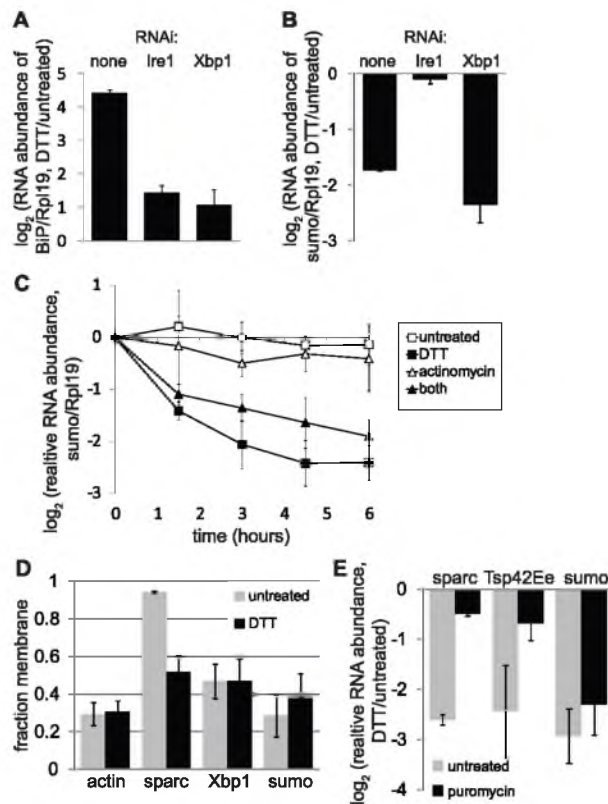 A
RNAi:
none Ire1 Xbp1
log2 (RNA abundance of
BiP/Rpl19, DTT/untreated)
5
4
3
2
1
0
B
RNAi:
none Ire1 Xbp1
log2 (RNA abundance of
sumo/Rpl19, DTT/untreated)
0
-1
-2
-3
C
log2 (realtive RNA abundance,
sumo/Rpl19)
1
0
-1
-2
-3
0 1 2 3 4 5 6
time (hours)
untreated
DTT
actinomycin
both
D
fraction membrane
1
0.8
0.6
0.4
0.2
0
untreated
DTT
actin sparc Xbp1 sumo
E
sparc Tsp42Ee sumo
log2 (realtive RNA abundance,
DTT/untreated)
0
-1
-2
-3
-4
untreated
puromycin